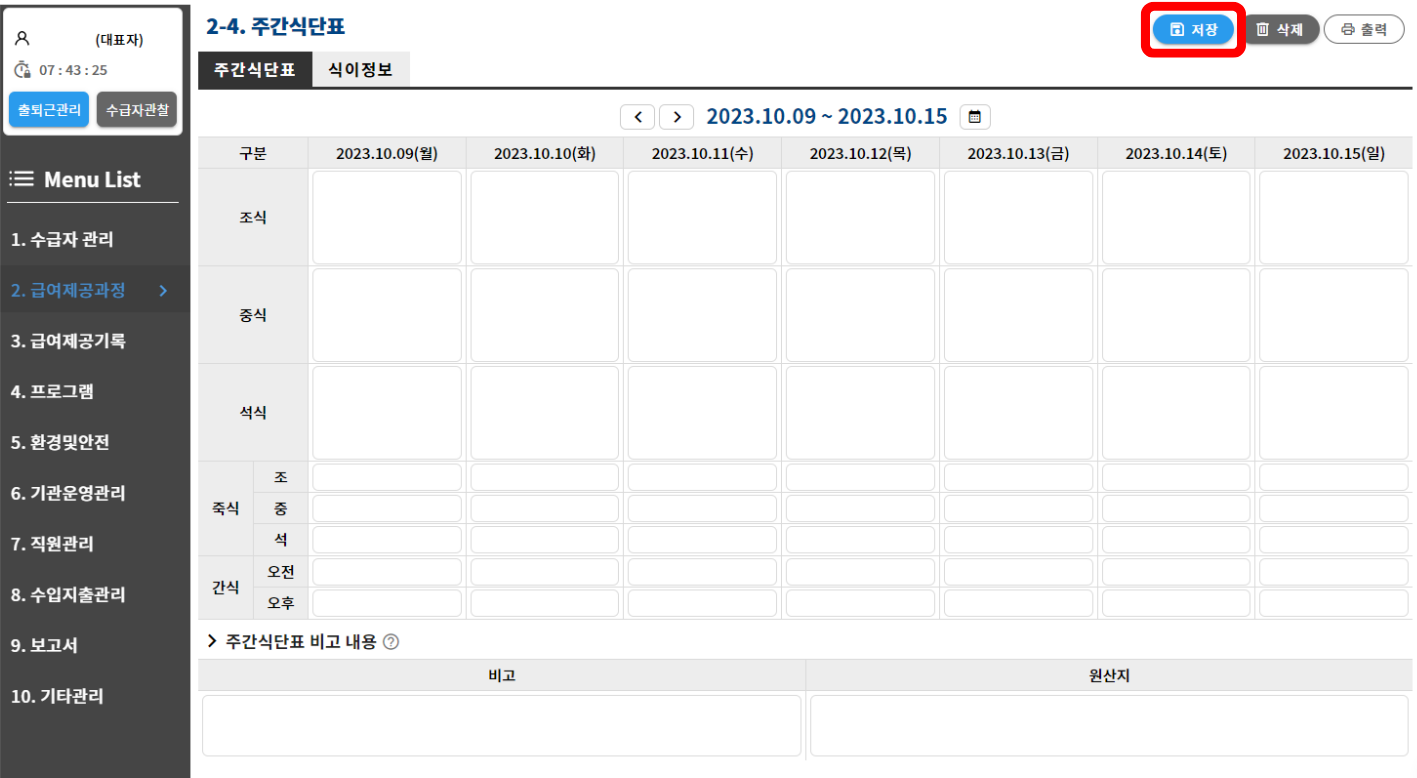 (대표자)
07 : 43 : 25
출퇴근관리 수급자관찰
Menu List
1. 수급자 관리
2. 급여제공과정
3. 급여제공기록
4. 프로그램
5. 환경및안전
6. 기관운영관리
7. 직원관리
8. 수입지출관리
9. 보고서
10. 기타관리
2-4. 주간식단표
저장 삭제 출력
주간식단표 식이정보
2023.10.09 ~ 2023.10.15
구분 2023.10.09(월) 2023.10.10(화) 2023.10.11(수) 2023.10.12(목) 2023.10.13(금) 2023.10.14(토) 2023.10.15(일)
조식
중식
석식
죽식
조
중
석
간식
오전
오후
주간식단표 비고 내용 ?
비고 원산지